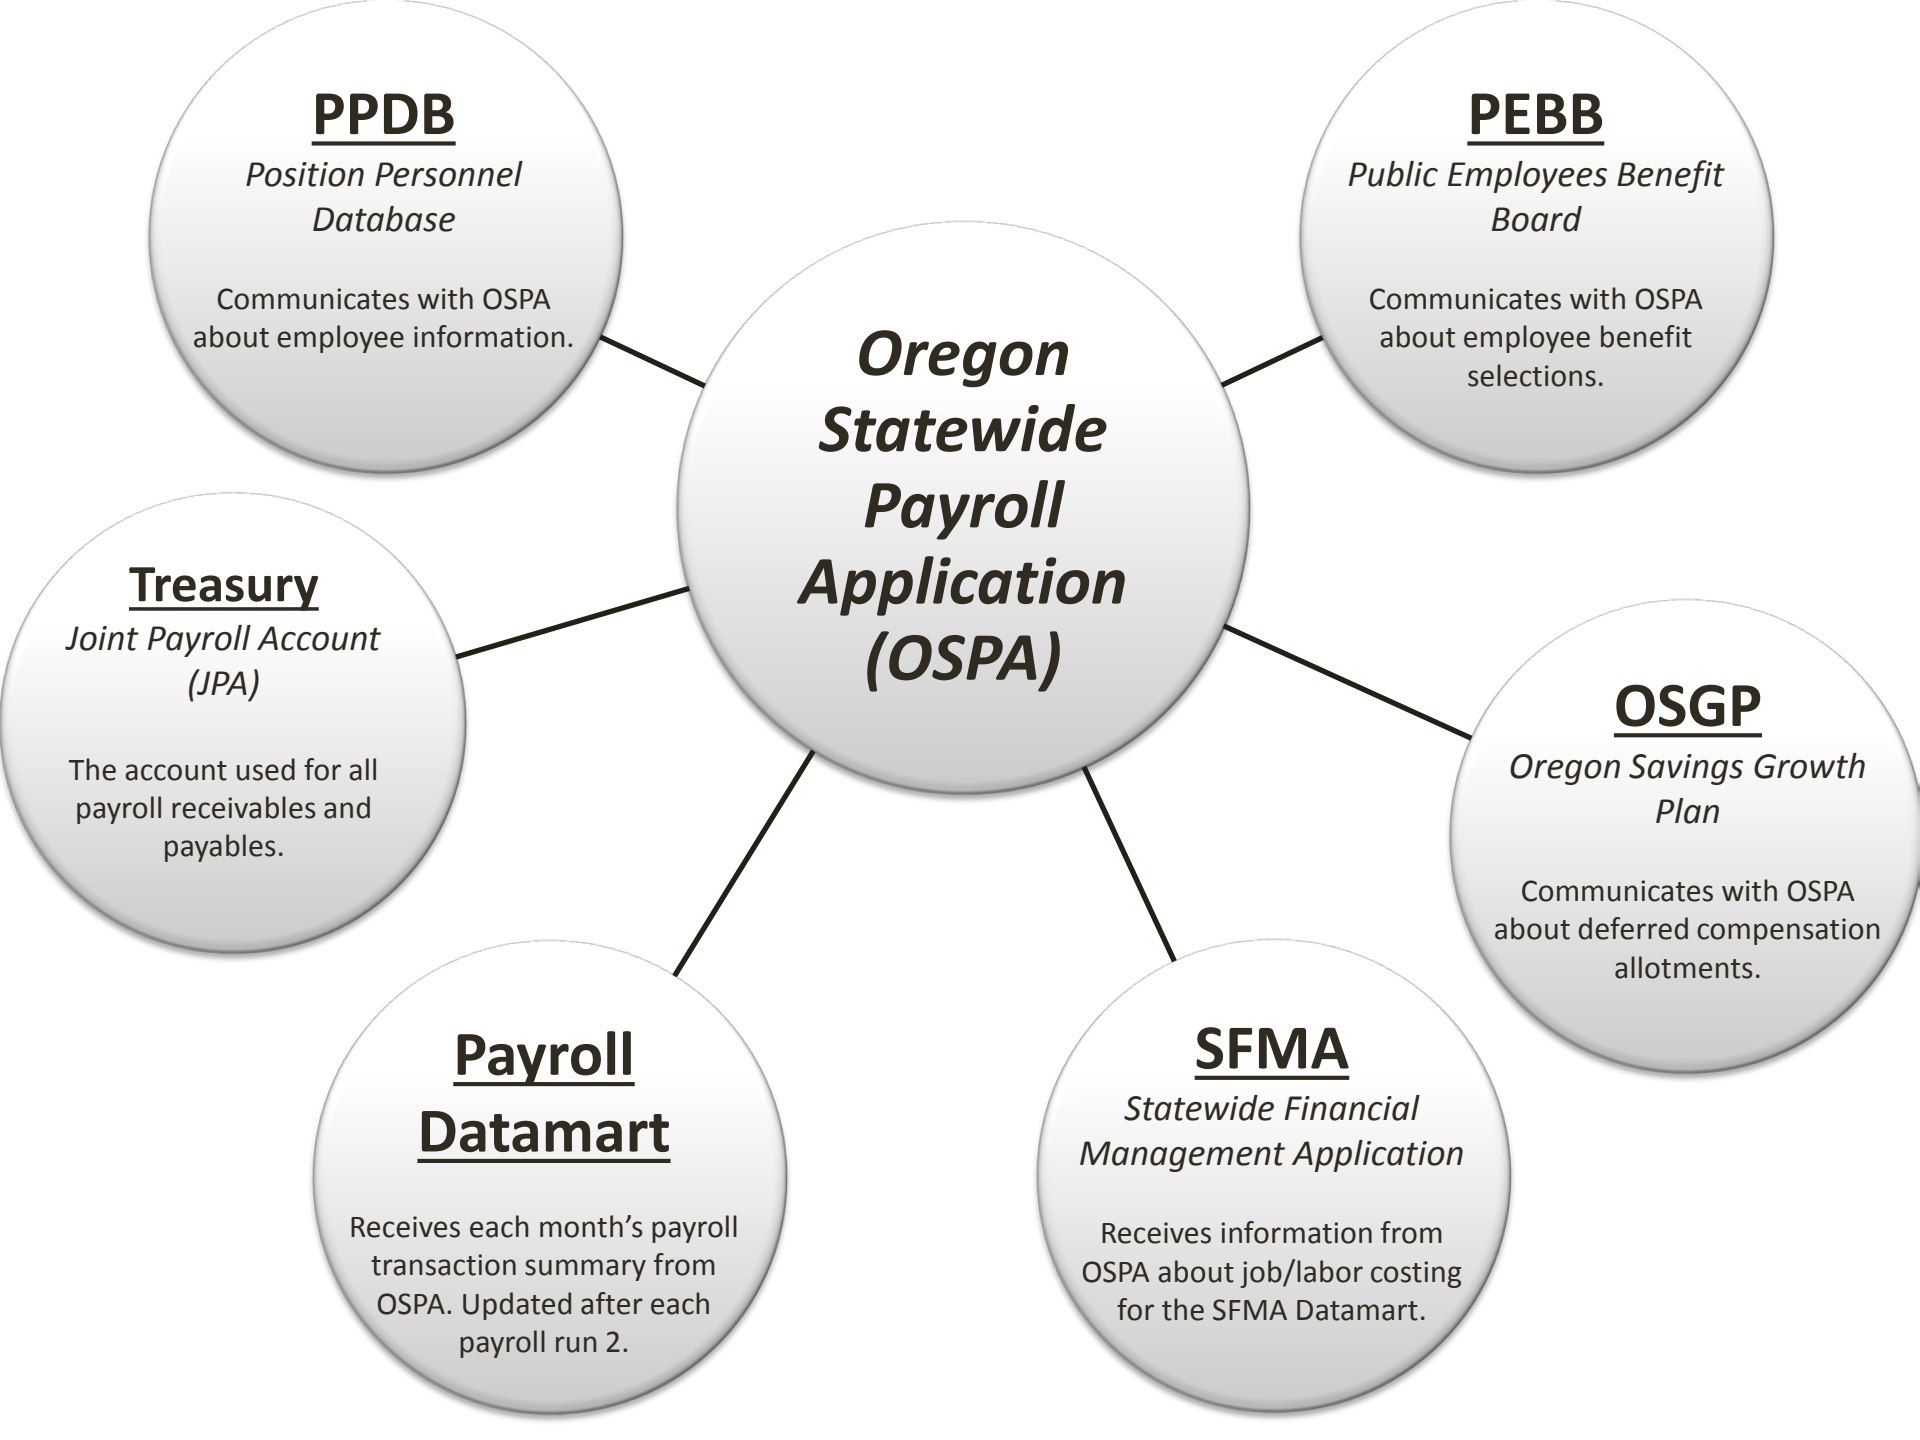 PPDB
Position Personnel
Database
Communicates with OSPA
about employee information.
PEBB
Public Employees Benefit
Board
Communicates with OSPA
about employee benefit
selections.
Oregon
Statewide
Payroll
Application
(OSPA)
Treasury
Joint Payroll Account
(JPA)
The account used for all
payroll receivables and
payables.
OSGP
Oregon Savings Growth
Plan
Communicates with OSPA
about deferred compensation
allotments.
Payroll
Datamart
Receives each month’s payroll
transaction summary from
OSPA. Updated after each
payroll run 2.
SFMA
Statewide Financial
Management Application
Receives information from
OSPA about job/labor costing
for the SFMA Datamart.